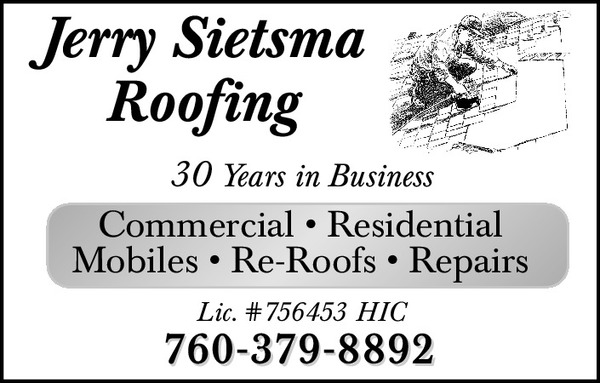 Jerry Sietsma
Roofing
30 Years in Business
Commercial • Residential
Mobiles • Re-Roofs • Repairs
Lic. #756453 HIC
760-379-8892